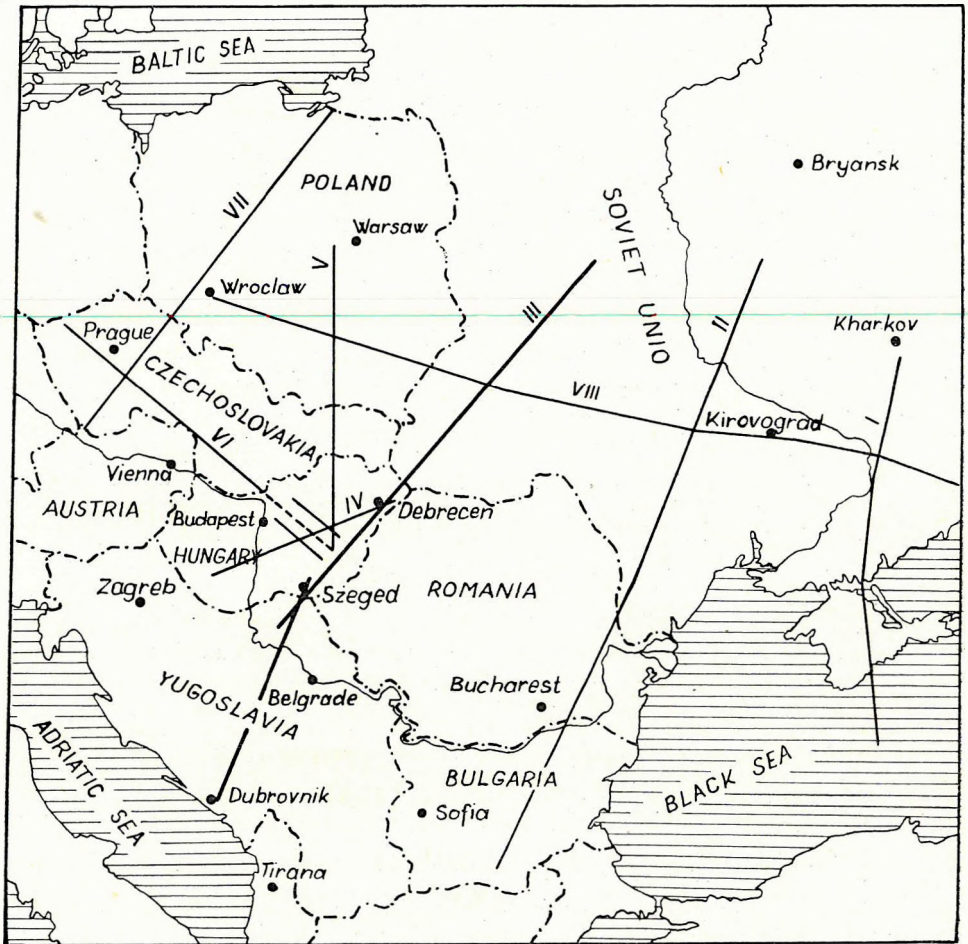 BALTIC SEA
POLAND
VII
Bryansk
SOVIET UNIO
Warsaw
V
Wroclaw
III
II
Prague
Kharkov
CZECHOSLOVAKIA
VIII
I
VI
Kirovograd
Vienna
AUSTRIA
IV
Debrecen
Budapest
HUNGARY
Zagreb
Szeged
ROMANIA
Belgrade
Bucharest
YUGOSLAVIA
ADRIATIC SEA
BULGARIA
BLACK SEA
Dubrovnik
Sofia
Tirana